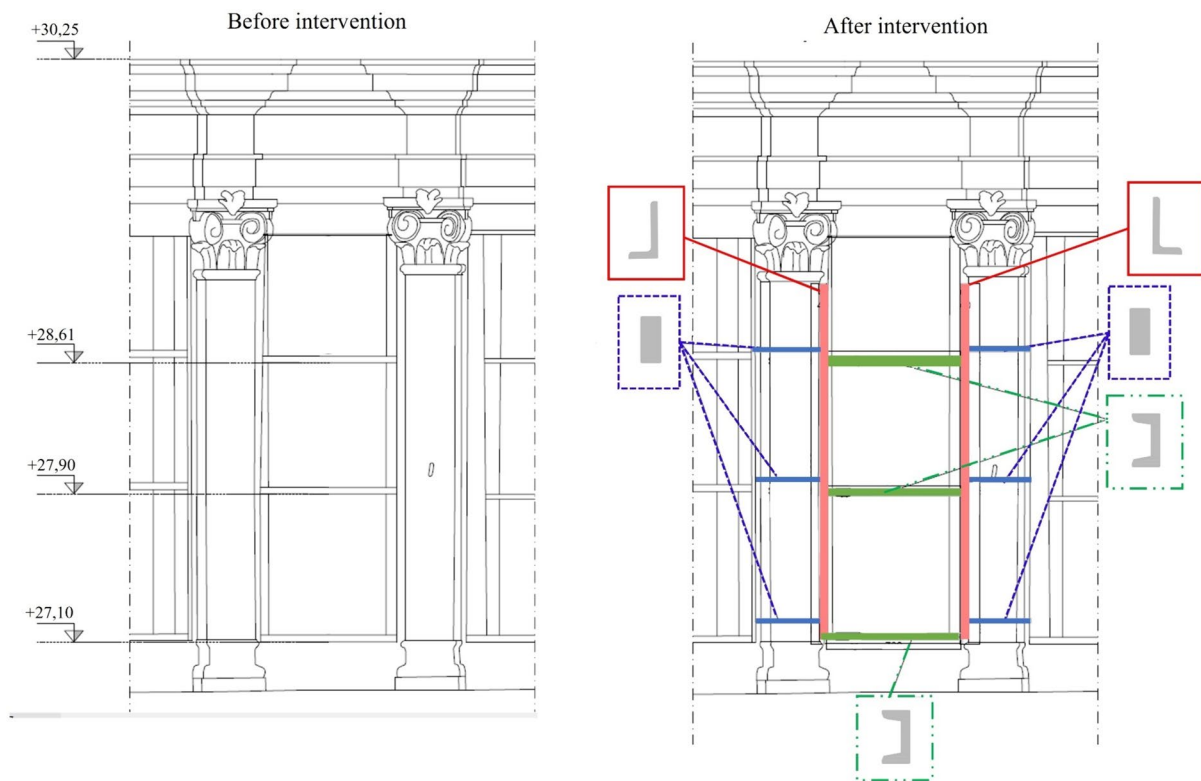 Before intervention
After intervention
+30,25
+28,61
+27,90
+27,10